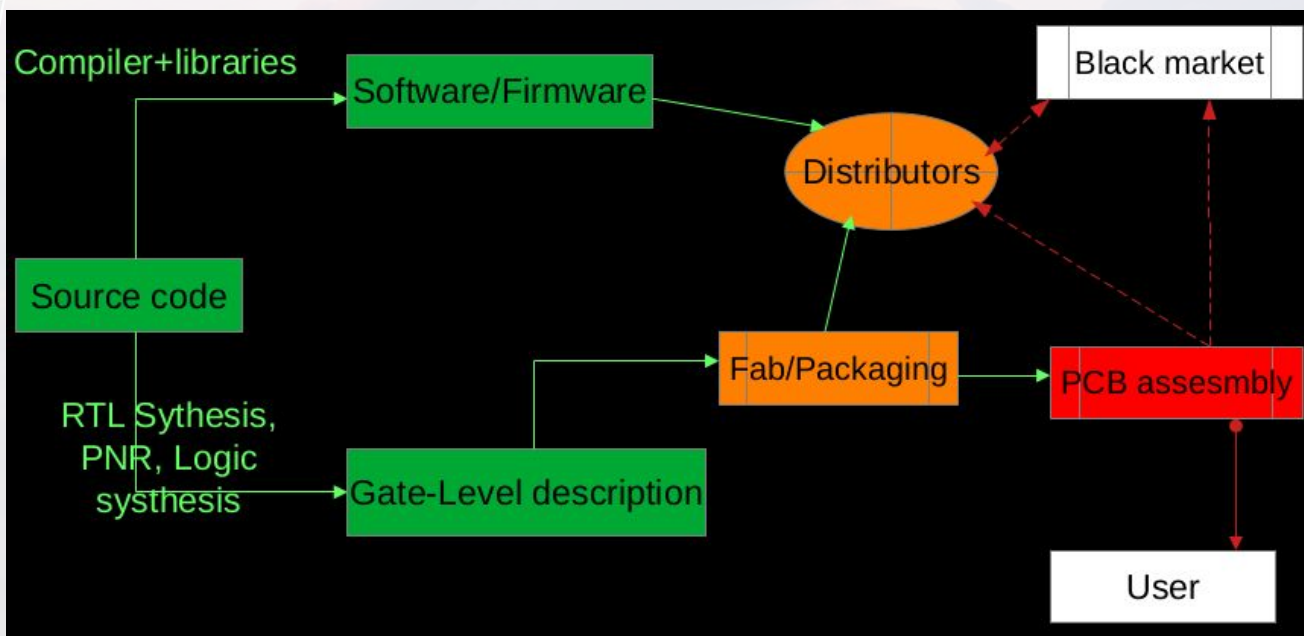 Compiler+libraries
Software/Firmware
Black market
Distributors
Source code
Fab/Packaging
PCB assesmbly
RTL Sythesis,
PNR, Logic
systhesis
Gate-Level description
User